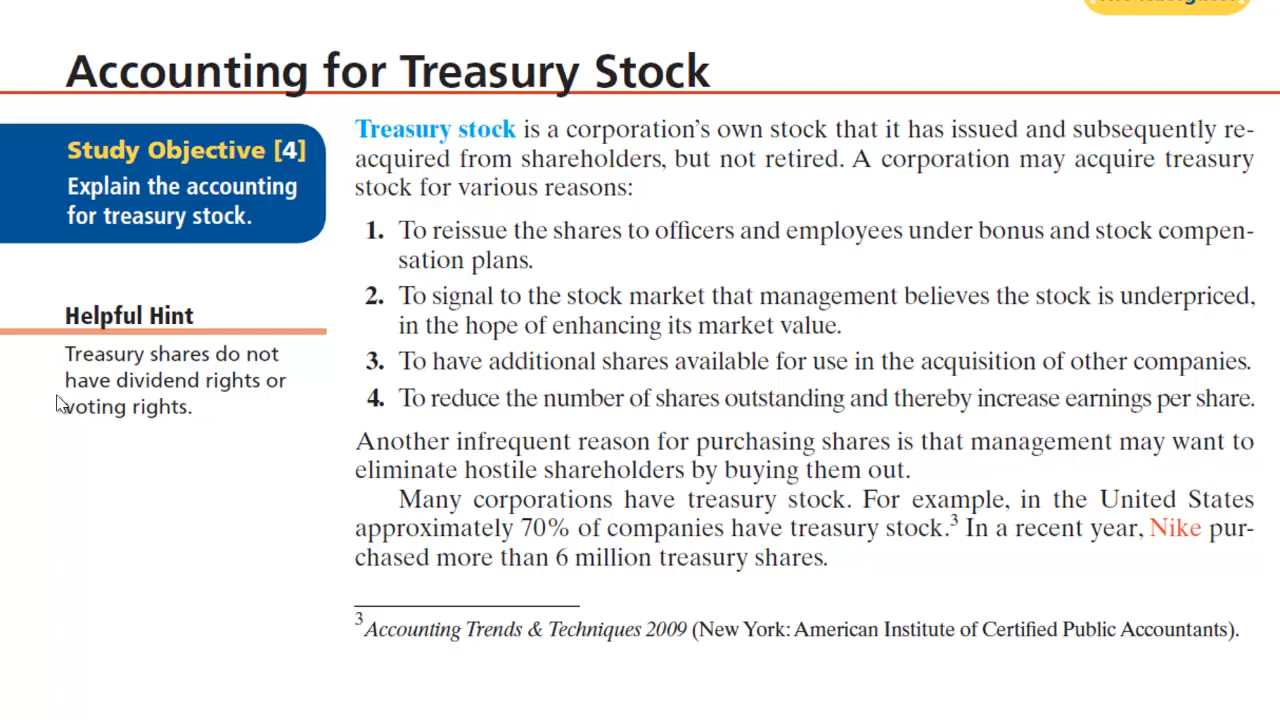 Accounting for Treasury Stock
Study Objective [4]
Explain the accounting
for treasury stock.
Helpful Hint
Treasury shares do not
have dividend rights or
voting rights.
Treasury stock is a corporation's own stock that it has issued and subsequently re-
acquired from shareholders, but not retired. A corporation may acquire treasury
stock for various reasons:
1. To reissue the shares to officers and employees under bonus and stock compen-
sation plans.
2. To signal to the stock market that management believes the stock is underpriced,
in the hope of enhancing its market value.
3. To have additional shares available for use in the acquisition of other companies.
4. To reduce the number of shares outstanding and thereby increase earnings per share.
Another infrequent reason for purchasing shares is that management may want to
eliminate hostile shareholders by buying them out.
Many corporations have treasury stock. For example, in the United States
approximately 70% of companies have treasury stock.3 In a recent year, Nike pur-
chased more than 6 million treasury shares.
3Accounting Trends & Techniques 2009 (New York: American Institute of Certified Public Accountants).